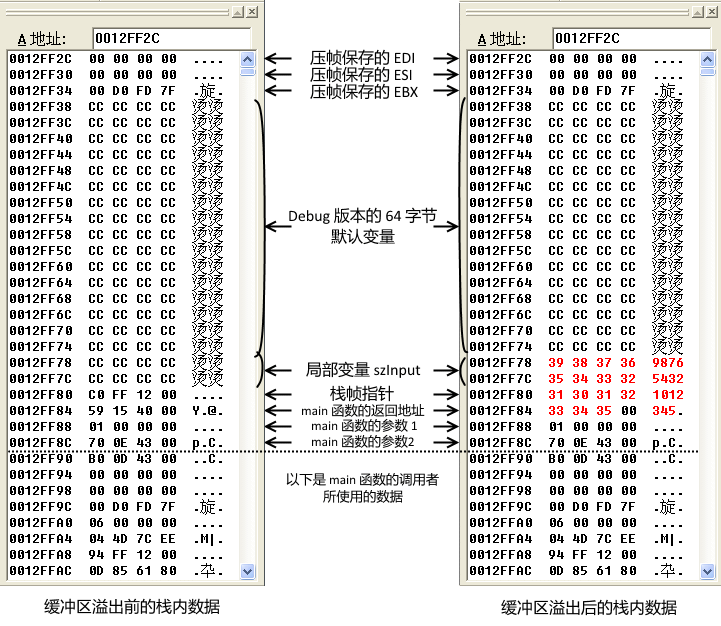 A 地址: 0012FF2C
0012FF2C 00 00 00 00 ....
0012FF30 00 00 00 00 ....
0012FF34 00 D0 FD 7F .旋.
0012FF38 CC CC CC CC 烫烫
0012FF3C CC CC CC CC 烫烫
0012FF40 CC CC CC CC 烫烫
0012FF44 CC CC CC CC 烫烫
0012FF48 CC CC CC CC 烫烫
0012FF4C CC CC CC CC 烫烫
0012FF50 CC CC CC CC 烫烫
0012FF54 CC CC CC CC 烫烫
0012FF58 CC CC CC CC 烫烫
0012FF5C CC CC CC CC 烫烫
0012FF60 CC CC CC CC 烫烫
0012FF64 CC CC CC CC 烫烫
0012FF68 CC CC CC CC 烫烫
0012FF6C CC CC CC CC 烫烫
0012FF70 CC CC CC CC 烫烫
0012FF74 CC CC CC CC 烫烫
0012FF78 CC CC CC CC 烫烫
0012FF7C CC CC CC CC 烫烫
0012FF80 C0 FF 12 00 ....
0012FF84 59 15 40 00 Y.@.
0012FF88 01 00 00 00 ....
0012FF8C 70 0E 43 00 p.C.
0012FF90 B0 0D 43 00 ..C.
0012FF94 00 00 00 00 ....
0012FF98 00 00 00 00 ....
0012FF9C 00 D0 FD 7F .旋.
0012FFA0 06 00 00 00 ....
0012FFA4 04 4D 7C EE .M|.
0012FFA8 94 FF 12 00 ....
0012FFAC 0D 85 61 80 .卆.
缓冲区溢出前的栈内数据
压帧保存的 EDI
压帧保存的 ESI
压帧保存的 EBX
Debug 版本的 64 字节
默认变量
局部变量 szInput
栈帧指针
main 函数的返回地址
main 函数的参数 1
main 函数的参数2
以下是 main 函数的调用者
所使用的数据
A 地址: 0012FF2C
0012FF2C 00 00 00 00 ....
0012FF30 00 00 00 00 ....
0012FF34 00 D0 FD 7F .旋.
0012FF38 CC CC CC CC 烫烫
0012FF3C CC CC CC CC 烫烫
0012FF40 CC CC CC CC 烫烫
0012FF44 CC CC CC CC 烫烫
0012FF48 CC CC CC CC 烫烫
0012FF4C CC CC CC CC 烫烫
0012FF50 CC CC CC CC 烫烫
0012FF54 CC CC CC CC 烫烫
0012FF58 CC CC CC CC 烫烫
0012FF5C CC CC CC CC 烫烫
0012FF60 CC CC CC CC 烫烫
0012FF64 CC CC CC CC 烫烫
0012FF68 CC CC CC CC 烫烫
0012FF6C CC CC CC CC 烫烫
0012FF70 CC CC CC CC 烫烫
0012FF74 CC CC CC CC 烫烫
0012FF78 39 38 37 36 9876
0012FF7C 35 34 33 32 5432
0012FF80 31 30 31 32 1012
0012FF84 33 34 35 00 345.
0012FF88 01 00 00 00 ....
0012FF8C 70 0E 43 00 p.C.
0012FF90 B0 0D 43 00 ..C.
0012FF94 00 00 00 00 ....
0012FF98 00 00 00 00 ....
0012FF9C 00 D0 FD 7F .旋.
0012FFA0 06 00 00 00 ....
0012FFA4 04 4D 7C EE .M|.
0012FFA8 94 FF 12 00 ....
0012FFAC 0D 85 61 80 .卆.
缓冲区溢出后的栈内数据